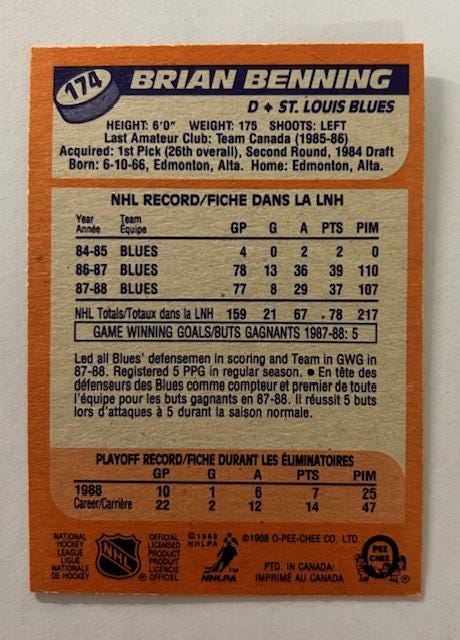 174 BRIAN BENNING
D ♦ ST. LOUIS BLUES
HEIGHT: 6'0" WEIGHT: 175 SHOOTS: LEFT
Last Amateur Club: Team Canada (1985-86)
Acquired: 1st Pick (26th overall), Second Round, 1984 Draft
Born: 6-10-66, Edmonton, Alta. Home: Edmonton, Alta.
NHL RECORD/FICHE DANS LA LNH
Year Team
Année Équipe GP G A PTS PIM
84-85 BLUES 4 0 2 2 0
86-87 BLUES 78 13 36 39 110
87-88 BLUES 77 8 29 37 107
NHL Totals/Totaux dans la LNH 159 21 67 78 217
GAME WINNING GOALS/BUTS GAGNANTS 1987-88: 5
Led all Blues' defensemen in scoring and Team in GWG in
87-88. Registered 5 PPG in regular season. ● En tête des
défenseurs des Blues comme compteur et premier de toute
l'équipe pour les buts gagnants en 87-88. Il réussit 5 buts
lors d'attaques à 5 durant la saison normale.
PLAYOFF RECORD/FICHE DURANT LES ÉLIMINATOIRES
GP G A PTS PIM
1988 10 1 6 7 25
Career/Carrière 22 2 12 14 47
NATIONAL
HOCKEY
LEAGUE
LIGUE
NATIONALE
DE HOCKEY
NHL
OFFICIAL
LICENSED
PRODUCT
PRODUIT
OFFICIEL
©1988
NHLPA
NHLPA
©1988 O-PEE-CHEE CO. LTD.
PTD. IN CANADA/
IMPRIMÉ AU CANADA
O
PEE
CHEE